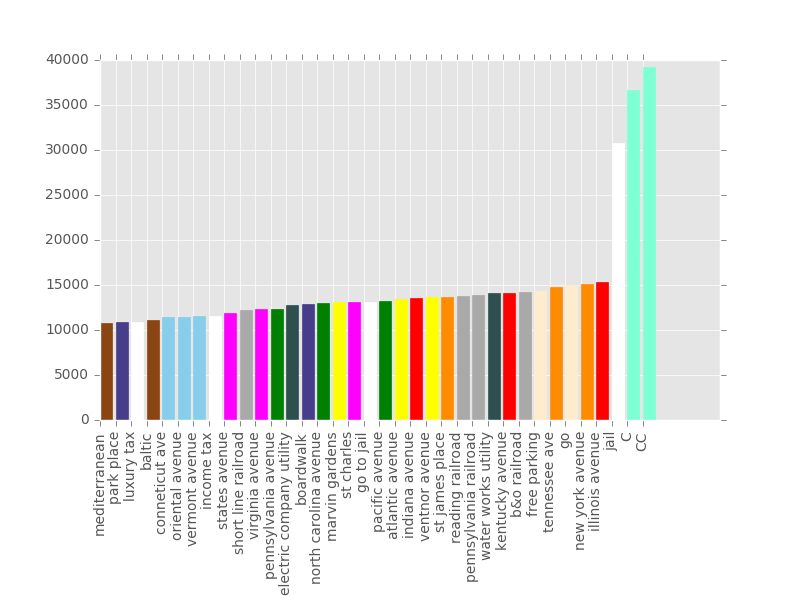 40000
35000
30000
25000
20000
15000
10000
5000
0
mediterranean
park place
luxury tax
baltic
conneticut ave
oriental avenue
vermont avenue
income tax
states avenue
short line railroad
virginia avenue
pennsylvania avenue
electric company utility
boardwalk
north carolina avenue
marvin gardens
st charles
go to jail
pacific avenue
atlantic avenue
indiana avenue
ventnor avenue
st james place
reading railroad
pennsylvania railroad
water works utility
kentucky avenue
b&o railroad
free parking
tennessee ave
go
new york avenue
illinois avenue
jail
C
CC